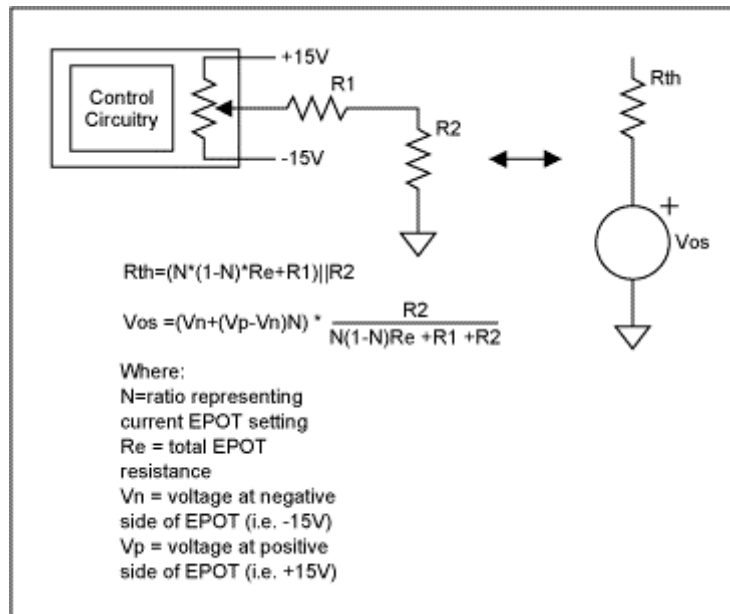 +15V
Control
Circuitry
R1
R2
-15V
Rth
+
Vos
Rth=(N*(1-N)*Re+R1)||R2
Vos =(Vn+(Vp-Vn)N) * R2
N(1-N)Re +R1 +R2
Where:
N=ratio representing
current EPOT setting
Re = total EPOT
resistance
Vn = voltage at negative
side of EPOT (i.e. -15V)
Vp = voltage at positive
side of EPOT (i.e. +15V)